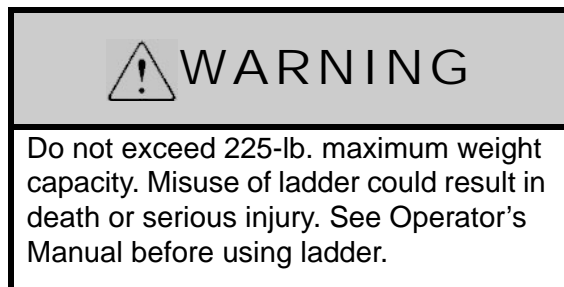 WARNING
Do not exceed 225-lb. maximum weight
capacity. Misuse of ladder could result in
death or serious injury. See Operator’s
Manual before using ladder.